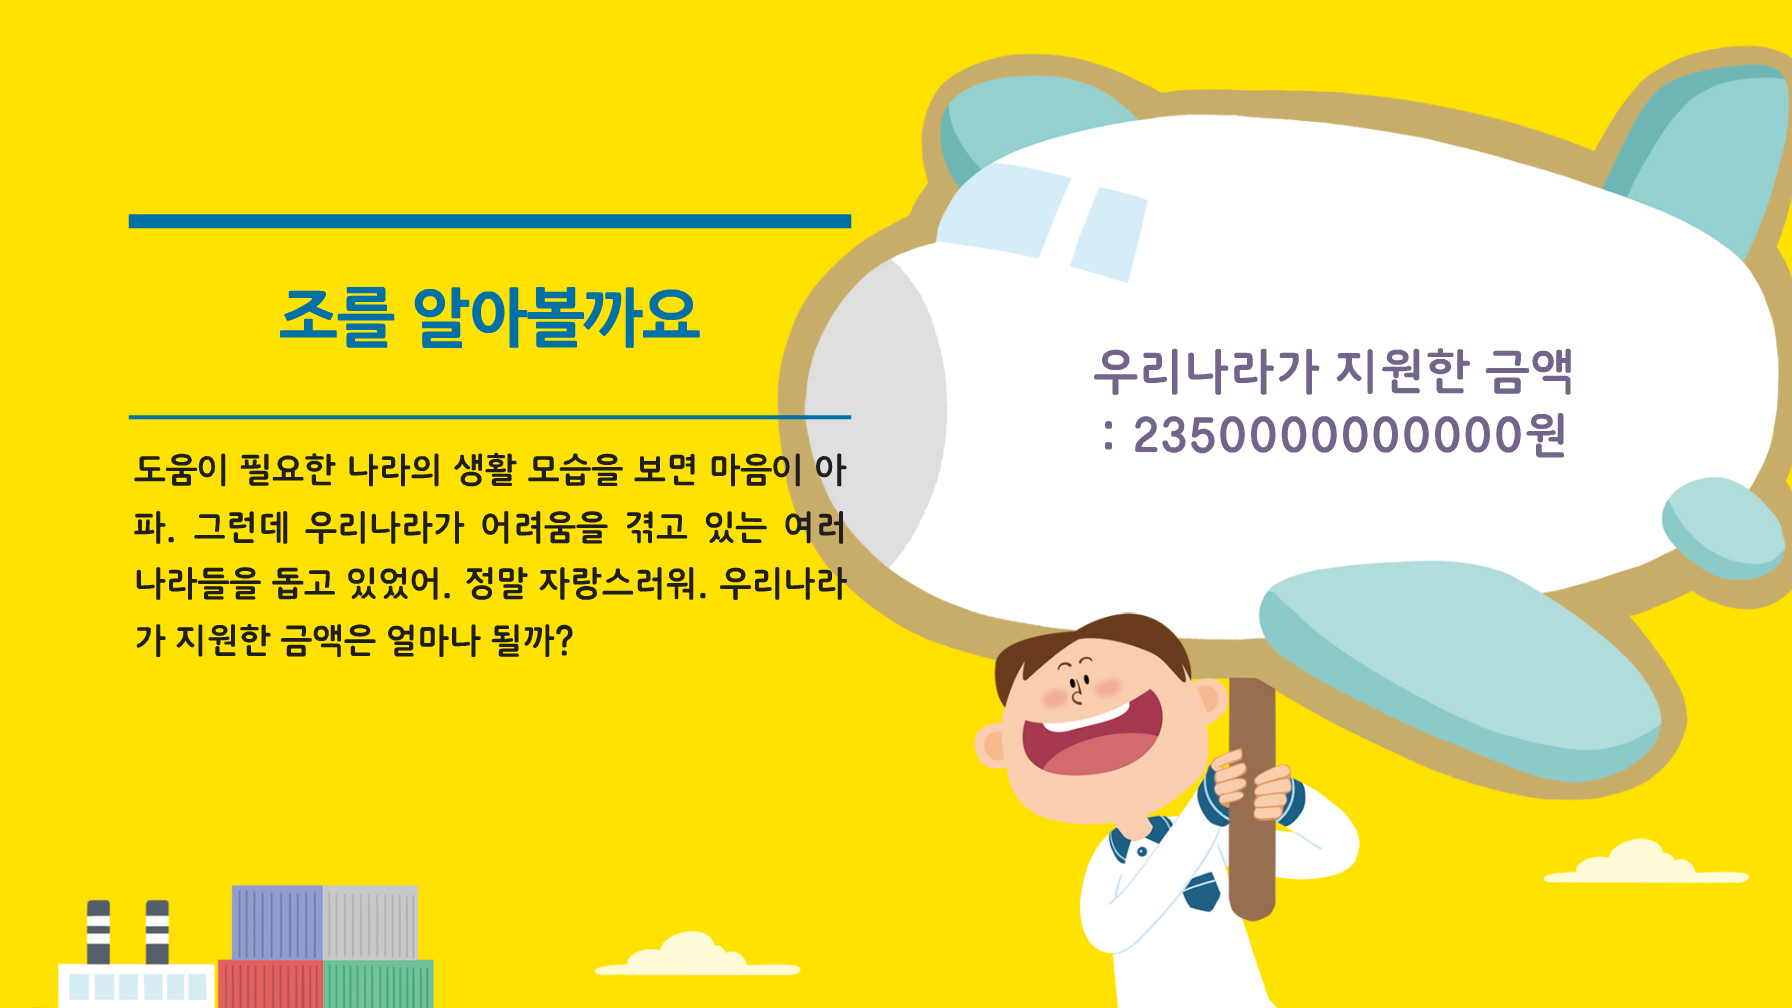 조를 알아볼까요
도움이 필요한 나라의 생활 모습을 보면 마음이 아
파. 그런데 우리나라가 어려움을 겪고 있는 여러
나라들을 돕고 있었어. 정말 자랑스러워. 우리나라
가 지원한 금액은 얼마나 될까?
우리나라가 지원한 금액
: 2350000000000원